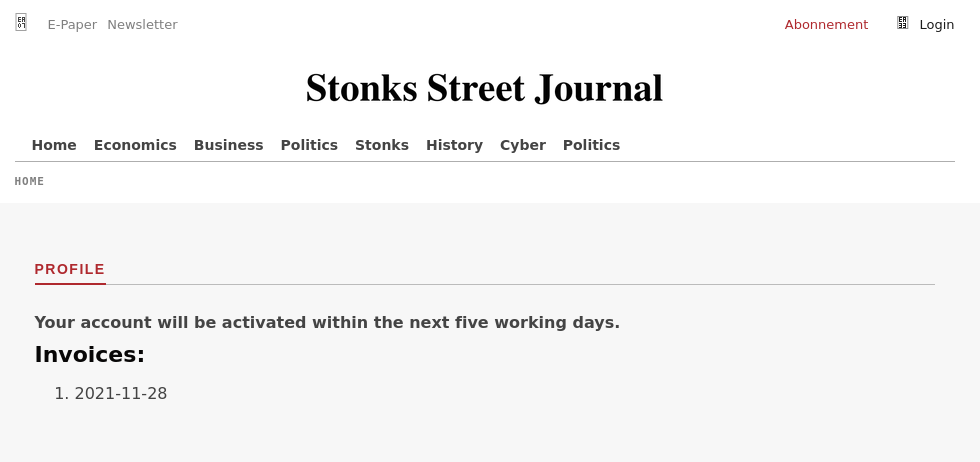 E-Paper Newsletter Abonnement Login
Stonks Street Journal
Home Economics Business Politics Stonks History Cyber Politics
HOME
PROFILE
Your account will be activated within the next five working days.
Invoices:
1. 2021-11-28